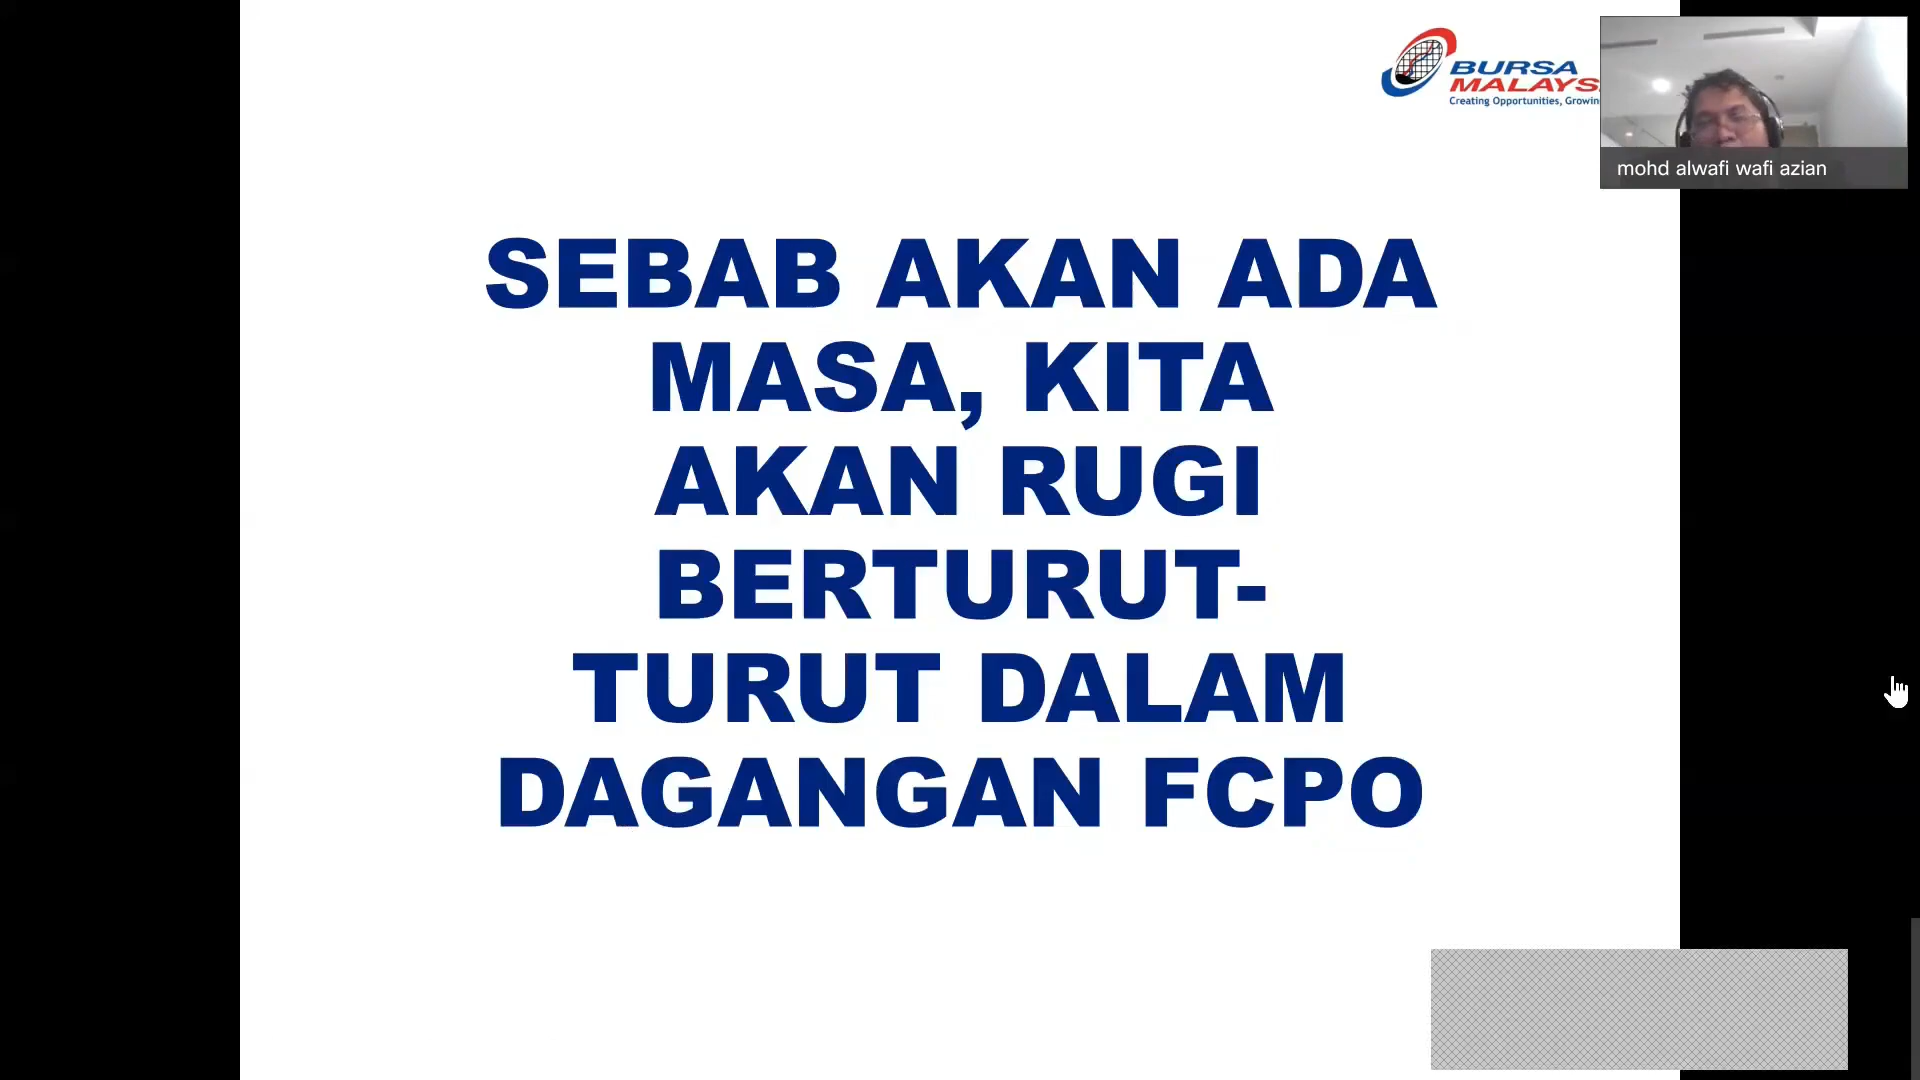 BURSA
MALAYS
Creating Opportunities, Growin
mohd alwafi wafi azian
SEBAB AKAN ADA
MASA, KITA
AKAN RUGI
BERTURUT-
TURUT DALAM
DAGANGAN FCPO